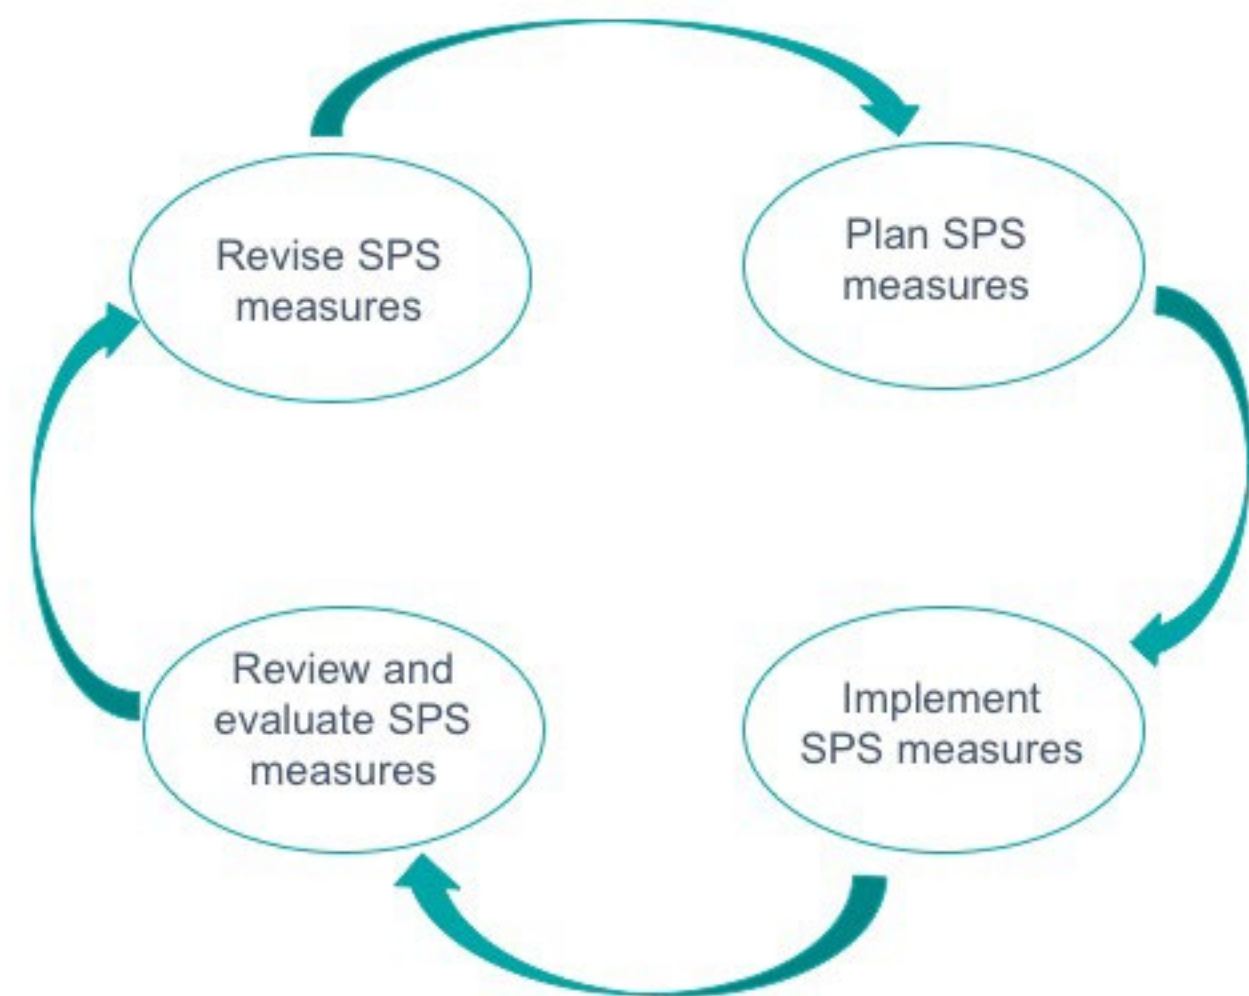 Revise SPS
measures
Plan SPS
measures
Review and
evaluate SPS
measures
Implement
SPS measures